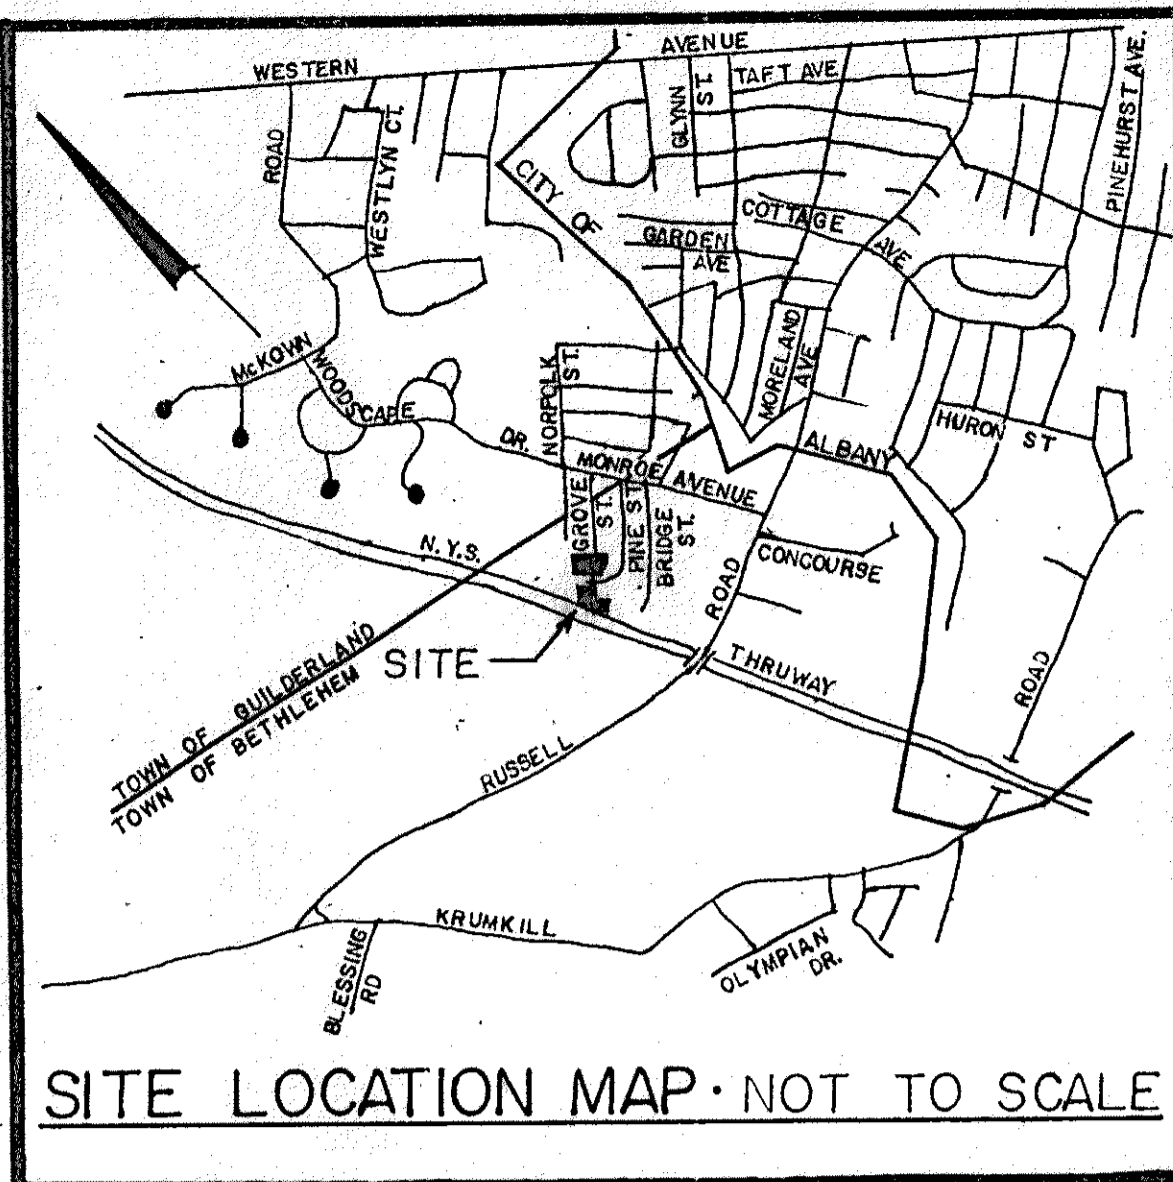 WESTERN AVENUE
ROAD
WESTLYN CT.
GLYNN ST.
TAFT AVE
PINEHURST AVE.
CITY OF
COTTAGE AVE
GARDEN AVE
McKOWN
WOODSCAPE DR.
NORFOLK ST.
MORELAND AVE
HURON ST
ALBANY
MONROE AVENUE
GROVE ST.
PINE ST.
BRIDGE ST.
CONCOURSE
N.Y.S.
ROAD
THRUWAY
ROAD
SITE
TOWN OF GUILDERLAND
TOWN OF BETHLEHEM
RUSSELL
KRUMKILL
BLESSING RD
OLYMPIAN DR.
SITE LOCATION MAP · NOT TO SCALE